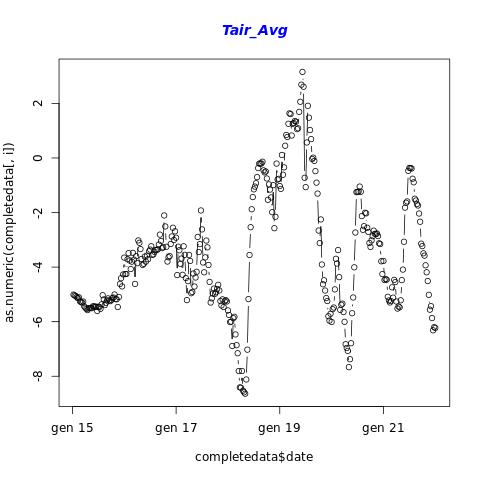 Tair_Avg
as.numeric(completedata[, i])
2
0
-2
-4
-6
-8
gen 15
gen 17
gen 19
gen 21
completedata$date